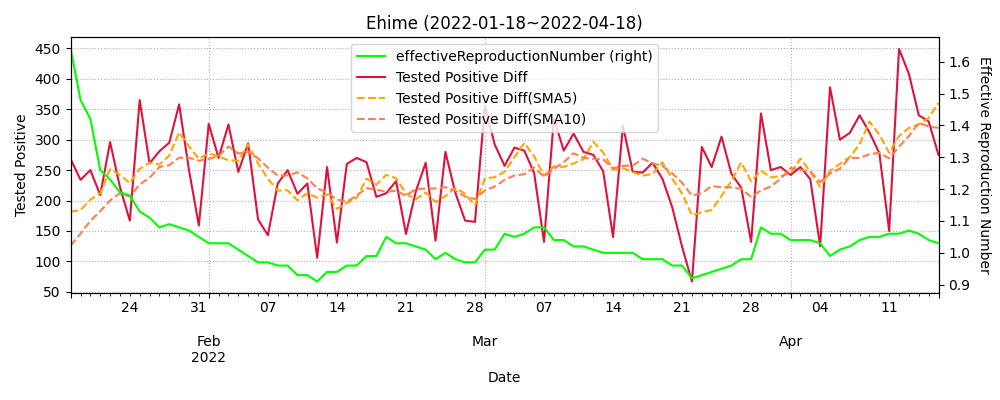 Ehime (2022-01-18~2022-04-18)
effectiveReproductionNumber (right)
Tested Positive Diff
Tested Positive Diff(SMA5)
Tested Positive Diff(SMA10)
Tested Positive
450
400
350
300
250
200
150
100
50
1.6
1.5
1.4
1.3
1.2
1.1
1.0
0.9
Effective Reproduction Number
24 31 07 14 21 28 07 14 21 28 04 11
Feb Mar Apr
2022
Date